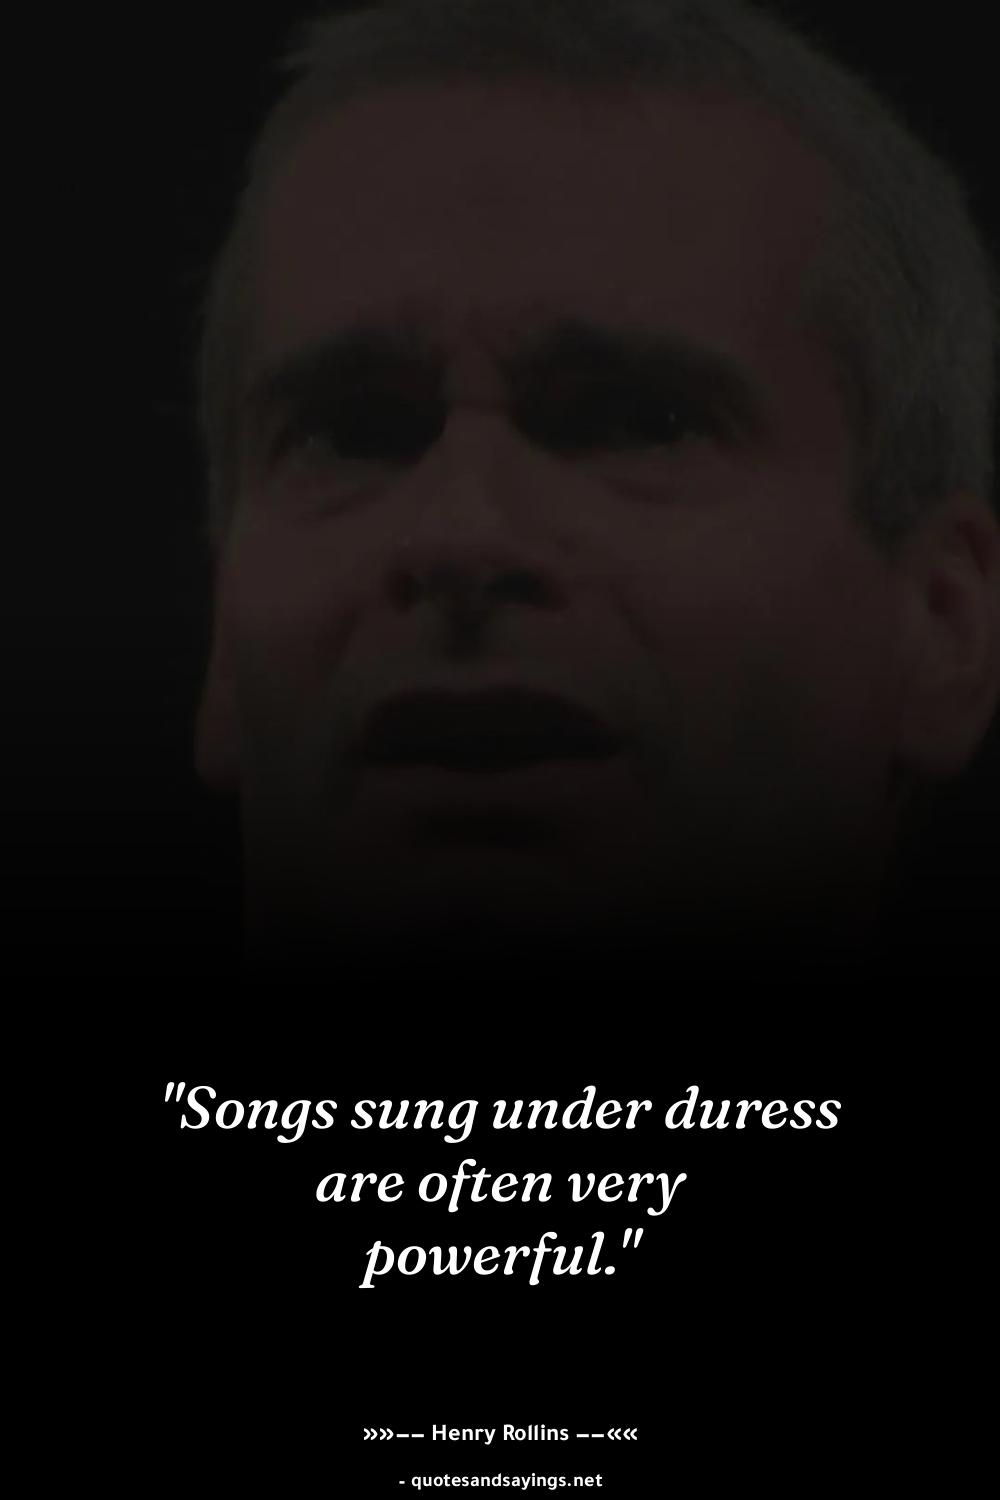 "Songs sung under duress
are often very
powerful."
»»−− Henry Rollins −−««
- quotesandsayings.net